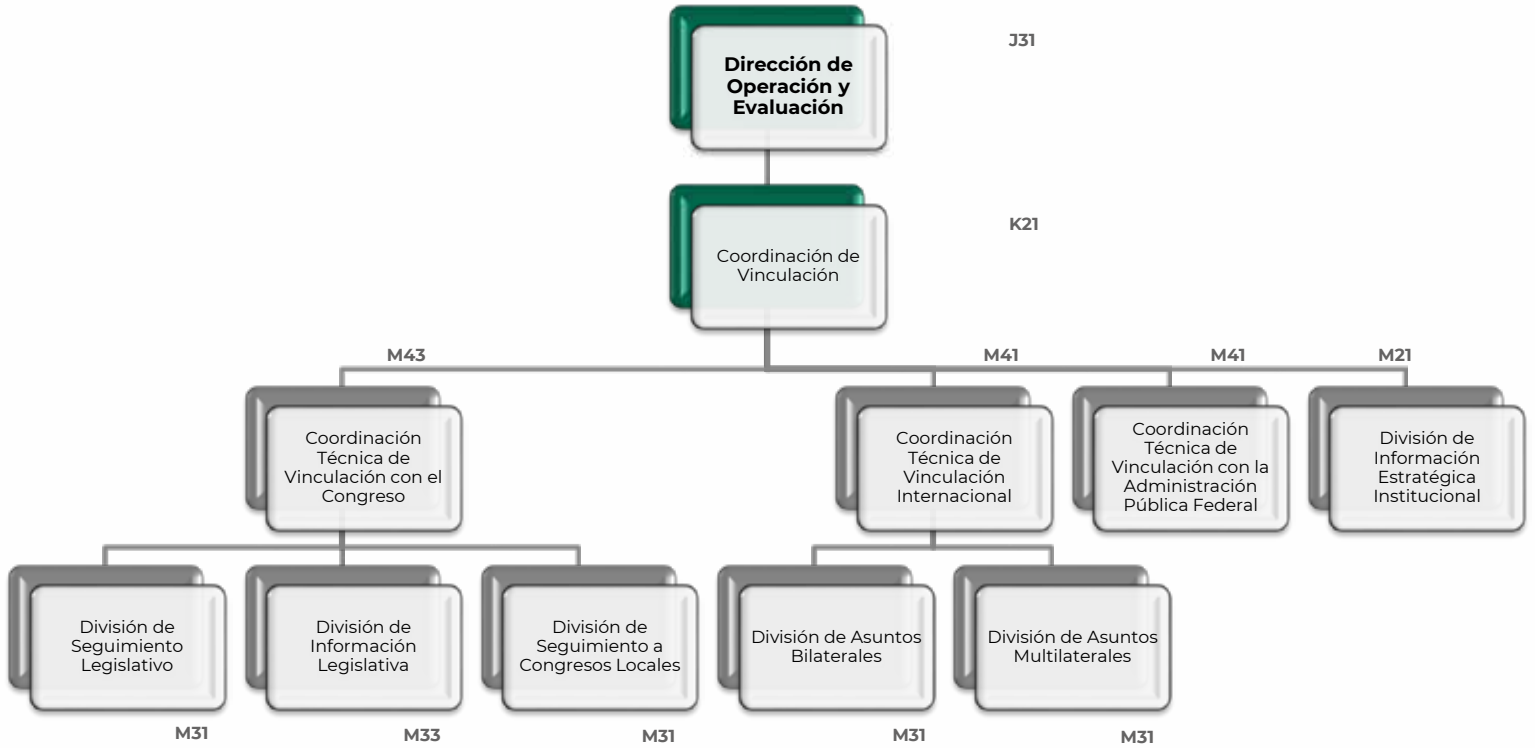 Dirección de
Operación y
Evaluación
J31
Coordinación de
Vinculación
K21
M43
M41
M41
M21
Coordinación
Técnica de
Vinculación con el
Congreso
Coordinación
Técnica de
Vinculación
Internacional
Coordinación
Técnica de
Vinculación con la
Administración
Pública Federal
División de
Información
Estratégica
Institucional
División de
Seguimiento
Legislativo
División de
Información
Legislativa
División de
Seguimiento a
Congresos Locales
División de Asuntos
Bilaterales
División de Asuntos
Multilaterales
M31
M33
M31
M31
M31